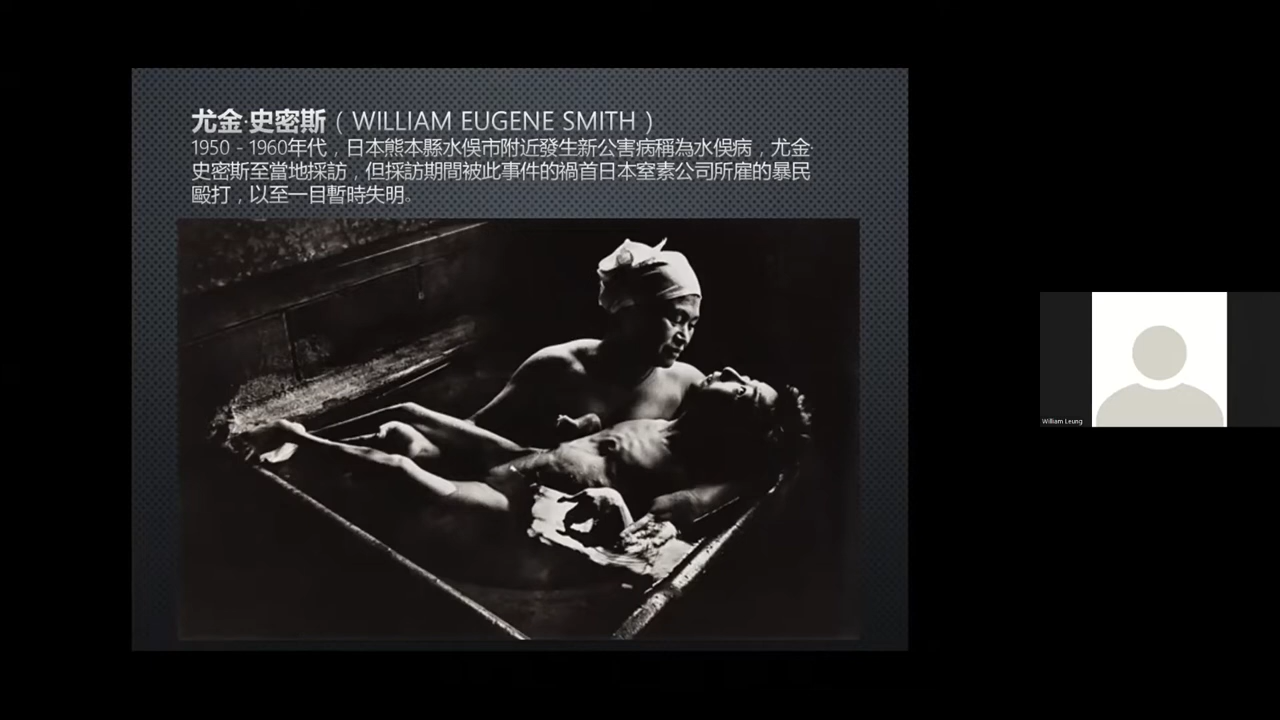 尤金·史密斯（WILLIAM EUGENE SMITH）
1950 - 1960年代，日本熊本縣水俁市附近發生新公害病稱為水俁病，尤金·
史密斯至當地採訪，但採訪期間被此事件的禍首日本窒素公司所雇的暴民
毆打，以至一目暫時失明。
William Leung